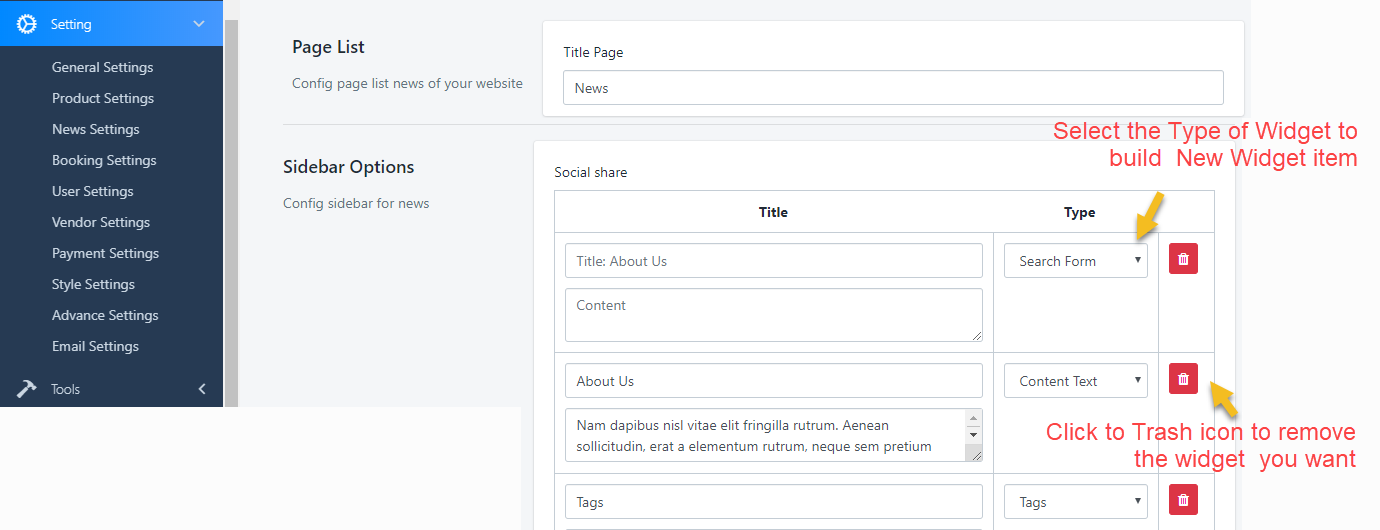 Setting
General Settings
Product Settings
News Settings
Booking Settings
User Settings
Vendor Settings
Payment Settings
Style Settings
Advance Settings
Email Settings
Tools
Page List
Config page list news of your website
Title Page
News
Sidebar Options
Config sidebar for news
Social share
Title
Type
Title: About Us
Search Form
Content
About Us
Content Text
Nam dapibus nisl vitae elit fringilla rutrum. Aenean
sollicitudin, erat a elementum rutrum, neque sem pretium
Tags
Tags
Select the Type of Widget to
build New Widget item
Click to Trash icon to remove
the widget you want